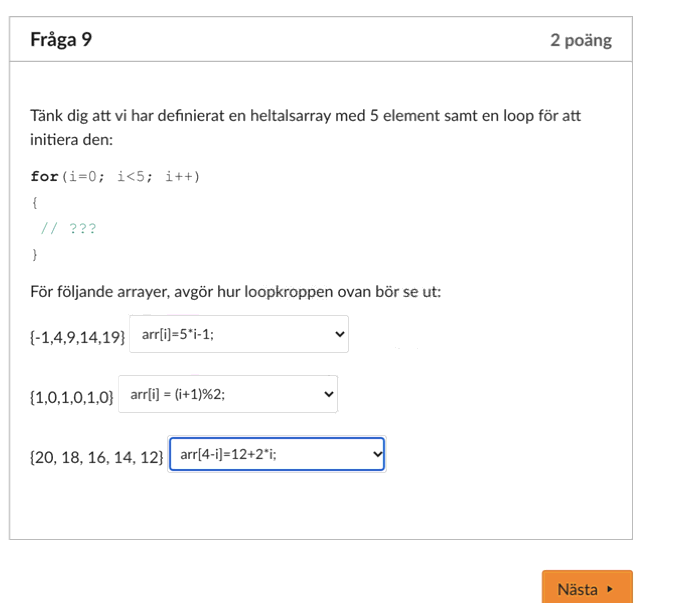 Fråga 9
2 poäng
Tänk dig att vi har definierat en heltalsarray med 5 element samt en loop för att
initiera den:
for(i=0; i<5; i++)
{
// ???
}
För följande arrayer, avgör hur loopkroppen ovan bör se ut:
{-1,4,9,14,19} arr[i]=5*i-1;
{1,0,1,0,1,0} arr[i] = (i+1)%2;
{20, 18, 16, 14, 12} arr[4-i]=12+2*i;
Nästa